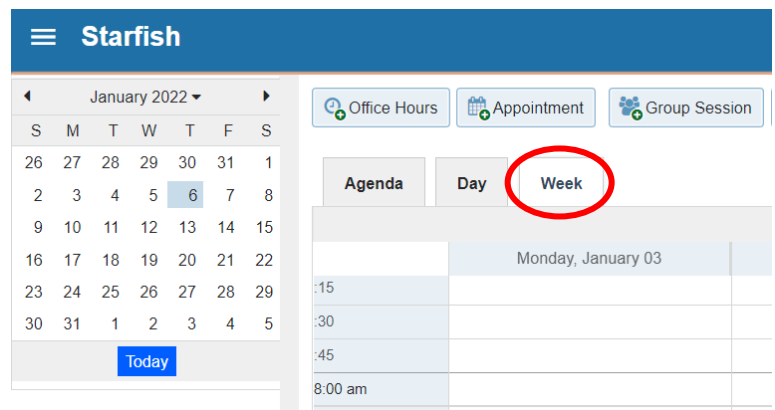 Starfish
January 2022
S M T W T F S
26 27 28 29 30 31 1
2 3 4 5 6 7 8
9 10 11 12 13 14 15
16 17 18 19 20 21 22
23 24 25 26 27 28 29
30 31 1 2 3 4 5
Today
Office Hours Appointment Group Session
Agenda Day Week
Monday, January 03
:15
:30
:45
8:00 am